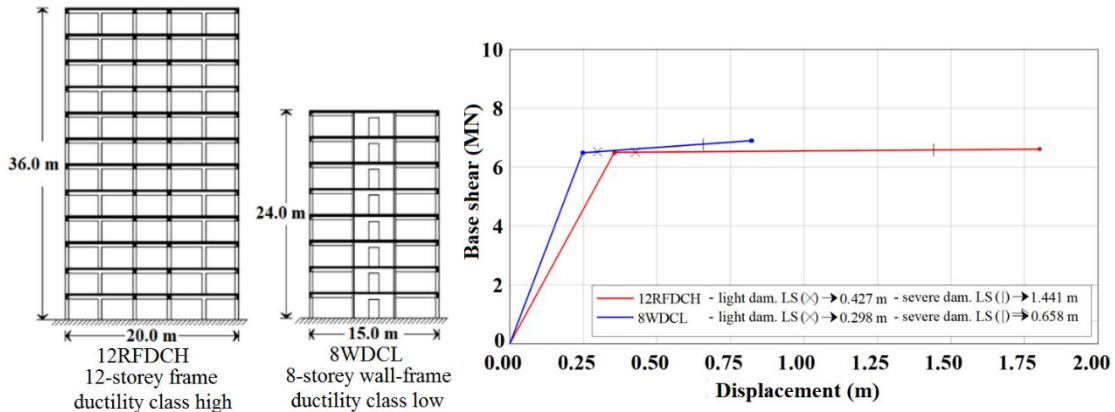 36.0 m
20.0 m
12RFDCH
12-storey frame
ductility class high
24.0 m
15.0 m
8WDCL
8-storey wall-frame
ductility class low
Base shear (MN)
10
8
6
4
2
0
12RFDCH - light dam. LS (×)→0.427 m - severe dam. LS (|)→1.441 m
8WDCL - light dam. LS (×)→0.298 m - severe dam. LS (|)⇒0.658 m
0.00 0.25 0.50 0.75 1.00 1.25 1.50 1.75 2.00
Displacement (m)